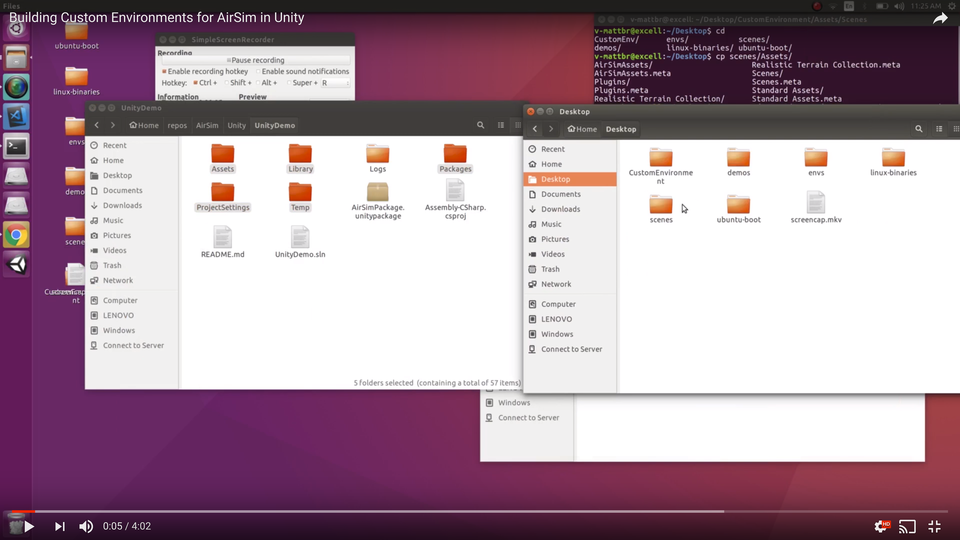 Files
En
11:25 AM
Building Custom Environments for AirSim in Unity
v-mattbr@excell: ~/Desktop/CustomEnvironment/Assets/Scenes
v-mattbr@excell:~/Desktop$ cd
CustomEnv/ envs/ scenes/
demos/ linux-binaries/ ubuntu-boot/
v-mattbr@excell:~/Desktop$ cp scenes/Assets/
AirSimAssets/ Realistic Terrain Collection.meta
AirSimAssets.meta Scenes/
Plugins/ Scenes.meta
Plugins.meta Standard Assets/
Realistic Terrain Collection/
ubuntu-boot
linux-binaries
envs
SimpleScreenRecorder
Recording
Pause recording
Enable recording hotkey Enable sound notifications
Hotkey: Ctrl + Shift + Alt + Super + R
Information Preview
UnityDemo
Home repos AirSim Unity UnityDemo
Recent
Home
Desktop
Documents
Downloads
Music
Pictures
Videos
Trash
Network
Computer
LENOVO
Windows
Connect to Server
Assets Library Logs Packages
ProjectSettings Temp AirSimPackage.unitypackage Assembly-CSharp.csproj
README.md UnityDemo.sln
5 folders selected (containing a total of 57 items)
Desktop
Home Desktop
Recent
Home
Desktop
Documents
Downloads
Music
Pictures
Videos
Trash
Network
Computer
LENOVO
Windows
Connect to Server
CustomEnvironment demos envs linux-binaries
scenes ubuntu-boot screencap.mkv
Windows
Connect to Server
0:05 / 4:02
HD